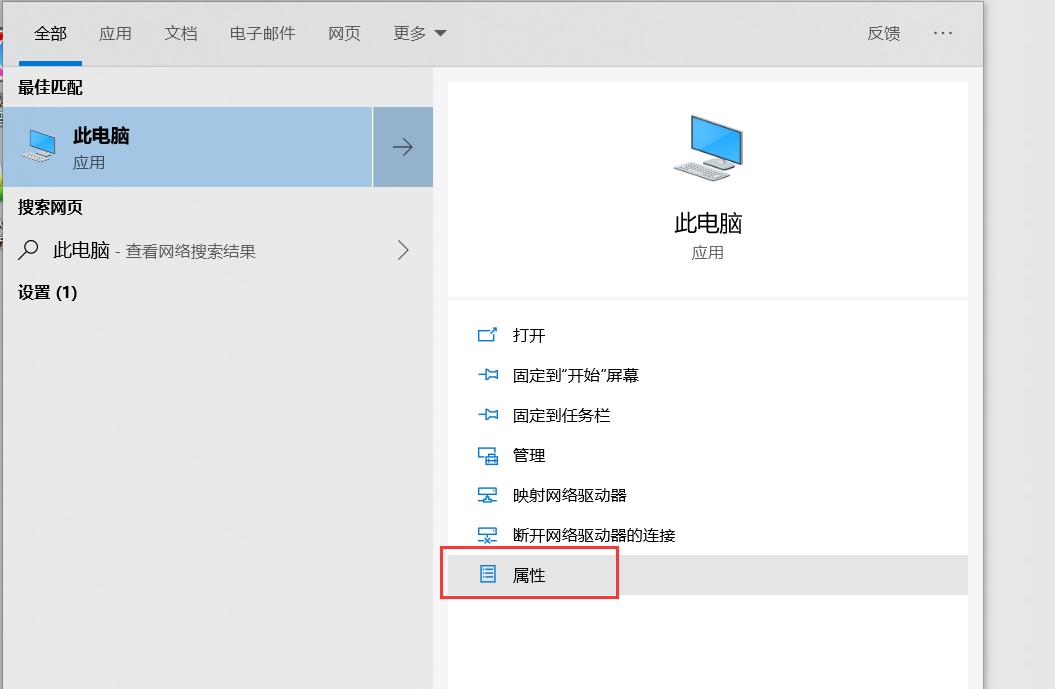 全部 应用 文档 电子邮件 网页 更多 反馈 ···
最佳匹配
此电脑
应用
搜索网页
此电脑 - 查看网络搜索结果
设置 (1)
此电脑
应用
打开
固定到“开始”屏幕
固定到任务栏
管理
映射网络驱动器
断开网络驱动器的连接
属性